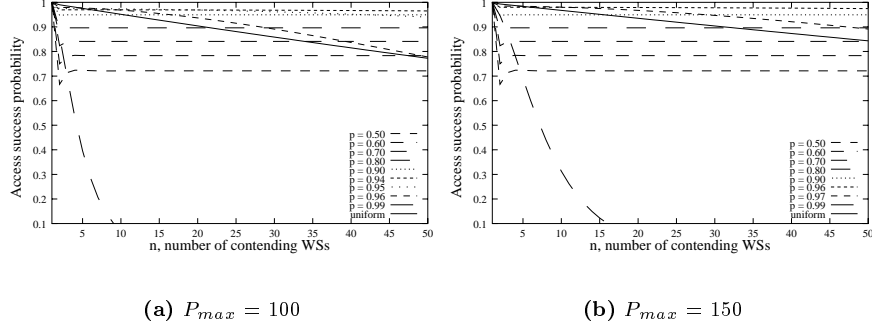 1
0.9
0.8
0.7
0.6
0.5
0.4
0.3
0.2
0.1
Access success probability
p = 0.50
p = 0.60
p = 0.70
p = 0.80
p = 0.90
p = 0.94
p = 0.95
p = 0.96
p = 0.99
uniform
5 10 15 20 25 30 35 40 45 50
n, number of contending WSs
(a) P_max = 100
1
0.9
0.8
0.7
0.6
0.5
0.4
0.3
0.2
0.1
Access success probability
p = 0.50
p = 0.60
p = 0.70
p = 0.80
p = 0.90
p = 0.96
p = 0.97
p = 0.99
uniform
5 10 15 20 25 30 35 40 45 50
n, number of contending WSs
(b) P_max = 150